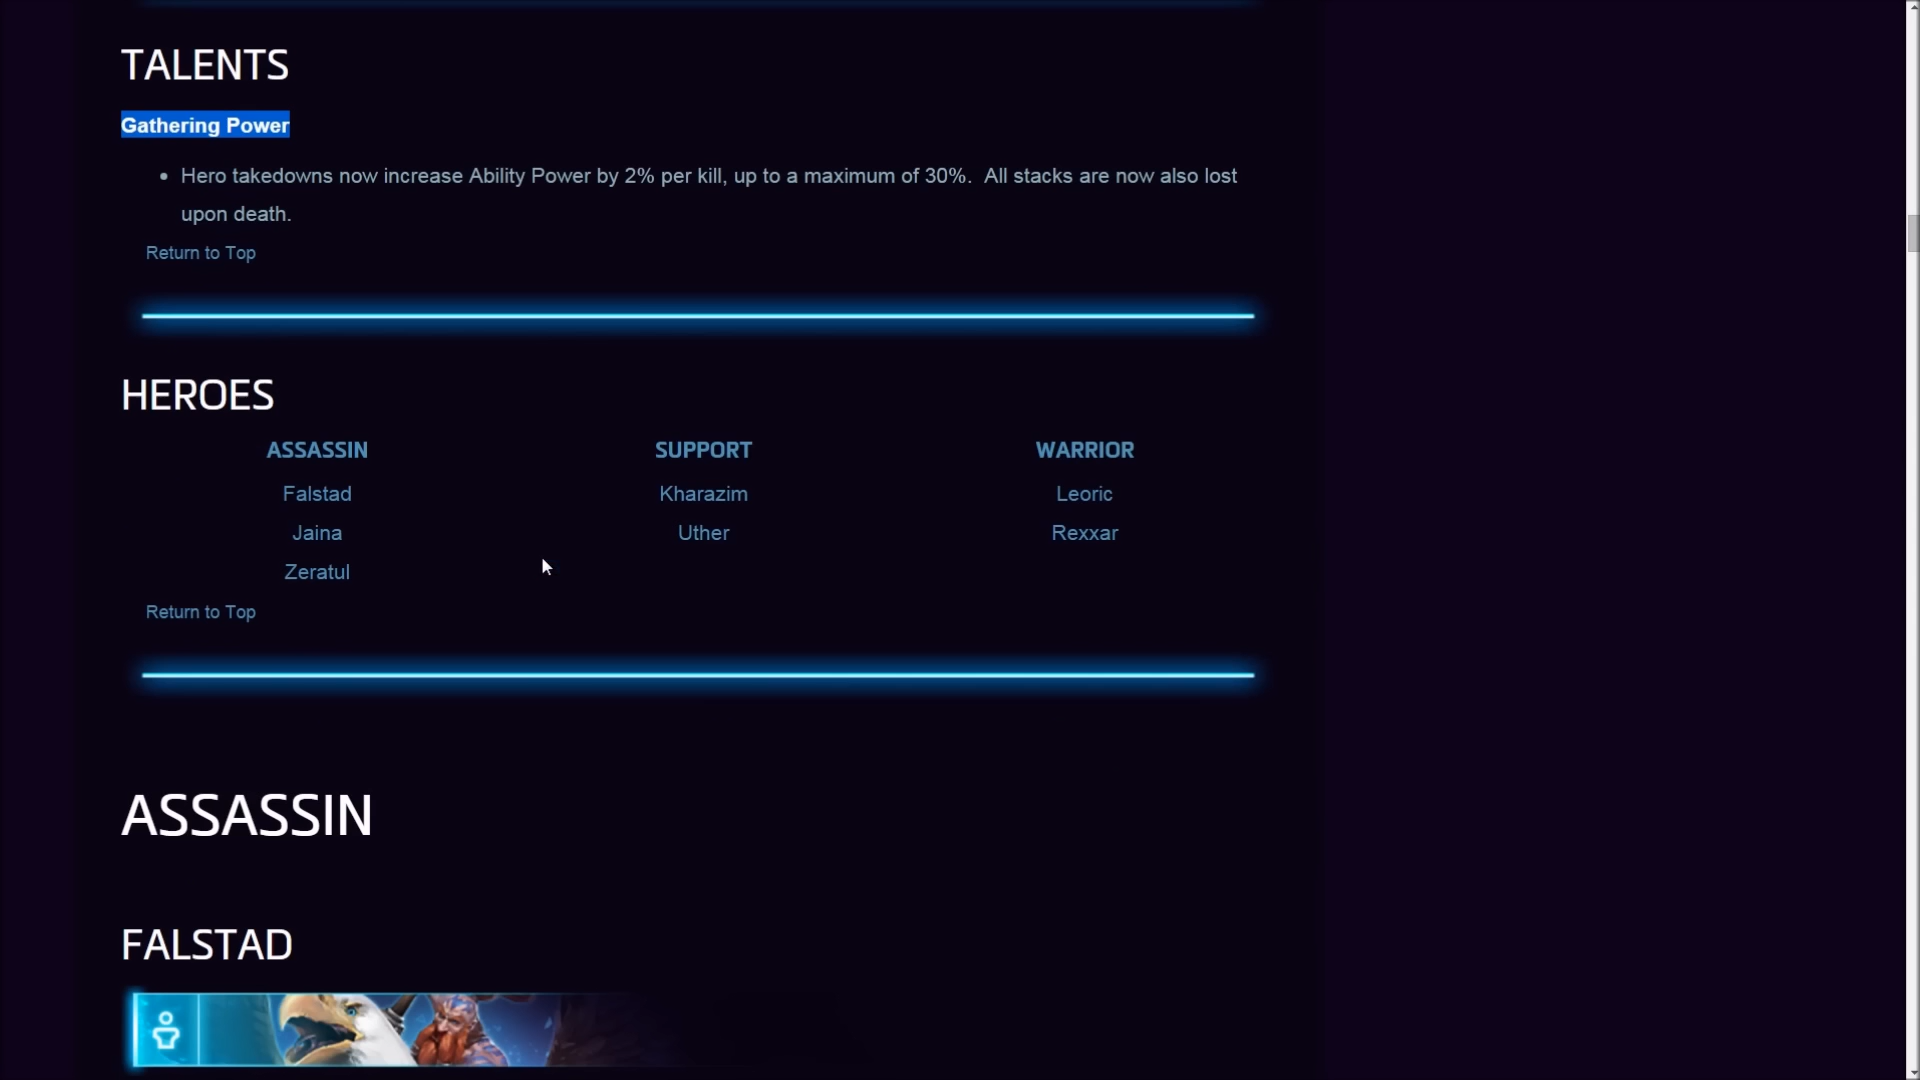 TALENTS
Gathering Power
Hero takedowns now increase Ability Power by 2% per kill, up to a maximum of 30%.  All stacks are now also lost
upon death.
Return to Top
HEROES
ASSASSIN SUPPORT WARRIOR
Falstad Kharazim Leoric
Jaina Uther Rexxar
Zeratul
Return to Top
ASSASSIN
FALSTAD